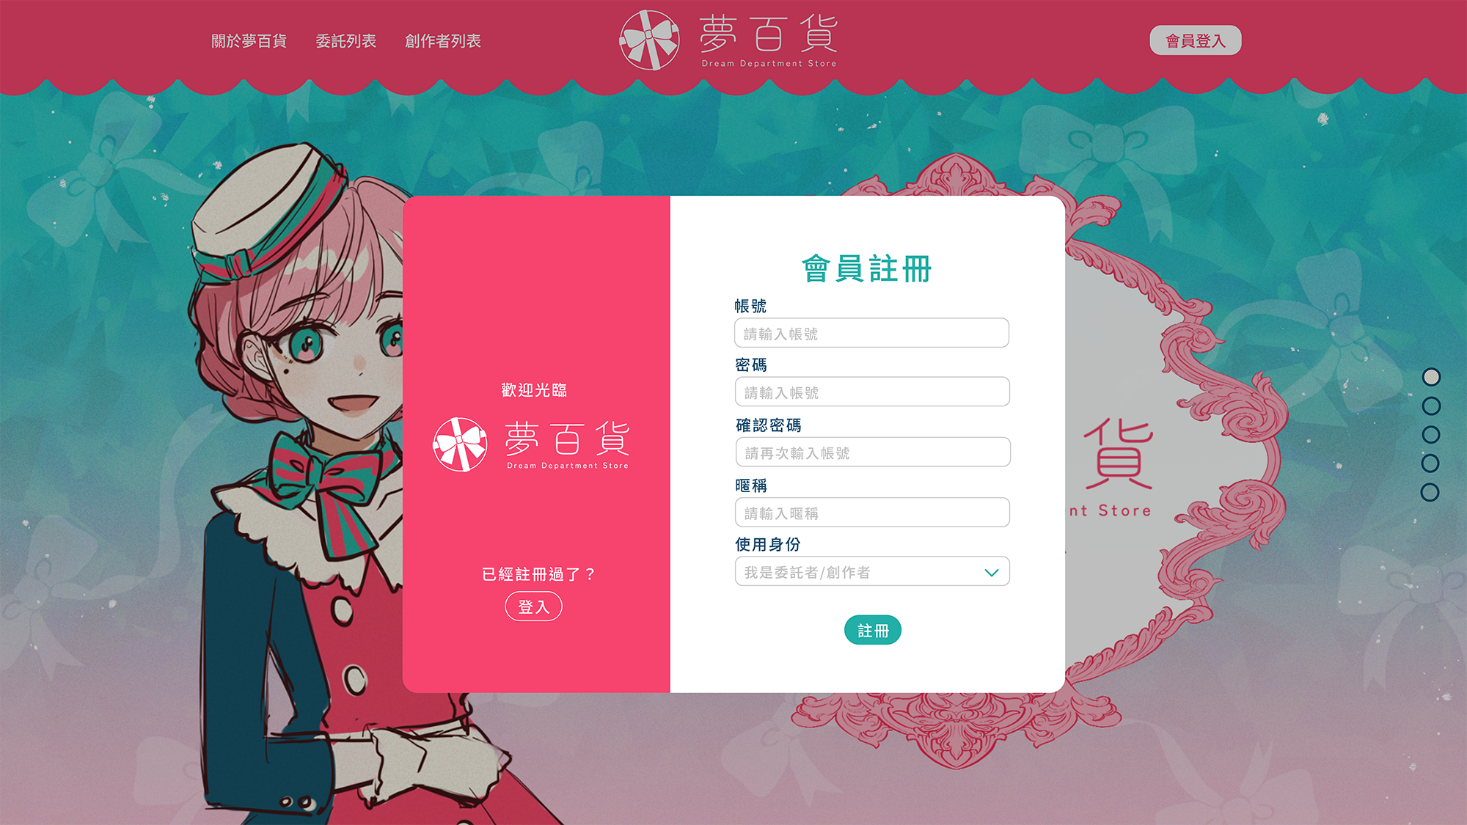 關於夢百貨
委託列表
創作者列表
夢百貨
Dream Department Store
會員登入
歡迎光臨
夢百貨
Dream Department Store
已經註冊過了？
登入
會員註冊
帳號
請輸入帳號
密碼
請輸入帳號
確認密碼
請再次輸入帳號
暱稱
請輸入暱稱
使用身份
我是委託者/創作者
註冊
貨
nt Store